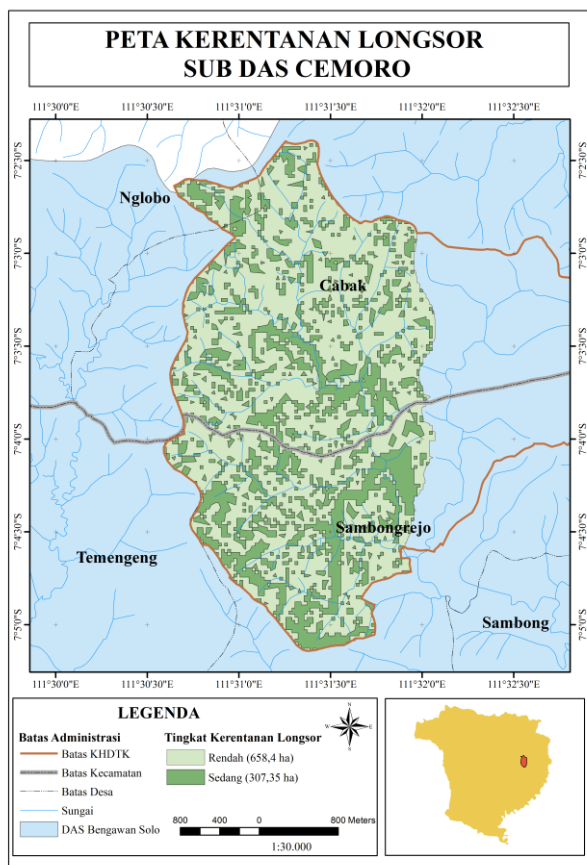 PETA KERENTANAN LONGSOR
SUB DAS CEMORO
111°30'0"E 111°30'30"E 111°31'0"E 111°31'30"E 111°32'0"E 111°32'30"E
7°2'30"S 7°2'30"S
Nglobo
7°3'0"S 7°3'0"S
Cabak
7°3'30"S 7°3'30"S
7°4'0"S 7°4'0"S
7°4'30"S 7°4'30"S
Sambongrejo
Temengeng
7°5'0"S 7°5'0"S
Sambong
111°30'0"E 111°30'30"E 111°31'0"E 111°31'30"E 111°32'0"E 111°32'30"E
LEGENDA
N
W E
S
Batas Administrasi
Batas KHDTK
Batas Kecamatan
Batas Desa
Sungai
DAS Bengawan Solo
Tingkat Kerentanan Longsor
Rendah (658,4 ha)
Sedang (307,35 ha)
800 400 0 800 Meters
1:30.000